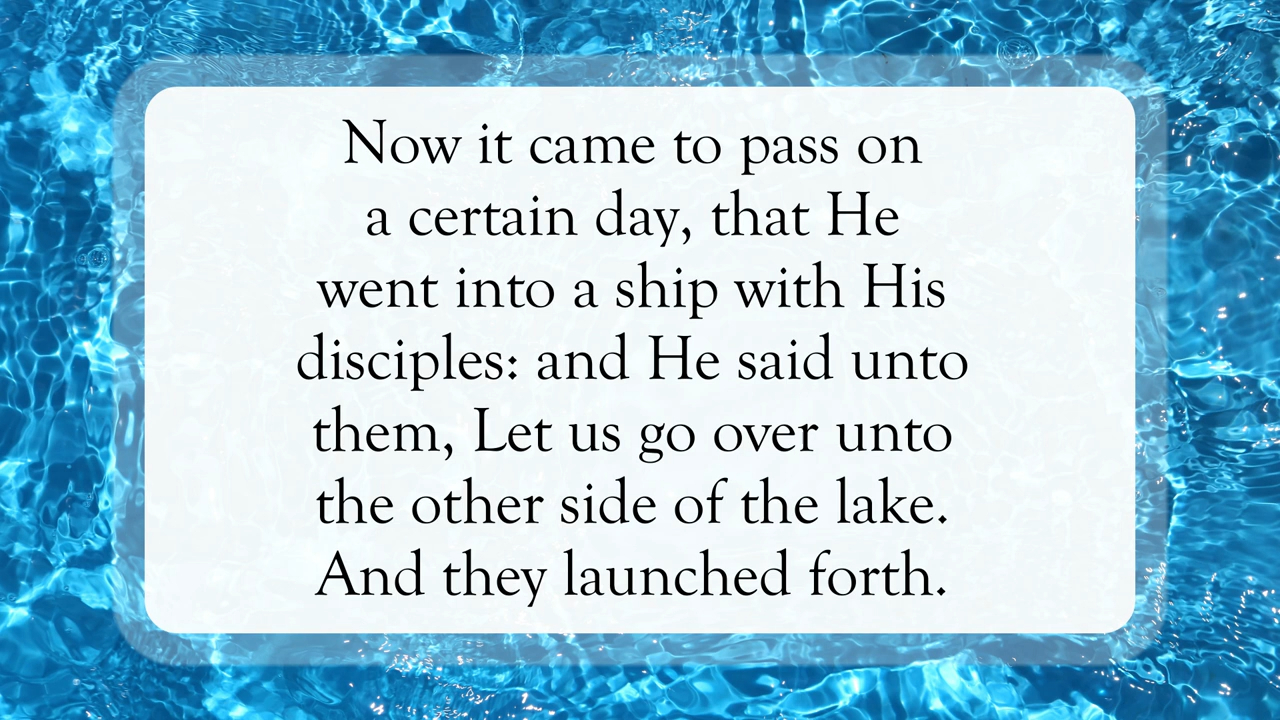 Now it came to pass on
a certain day, that He
went into a ship with His
disciples: and He said unto
them, Let us go over unto
the other side of the lake.
And they launched forth.